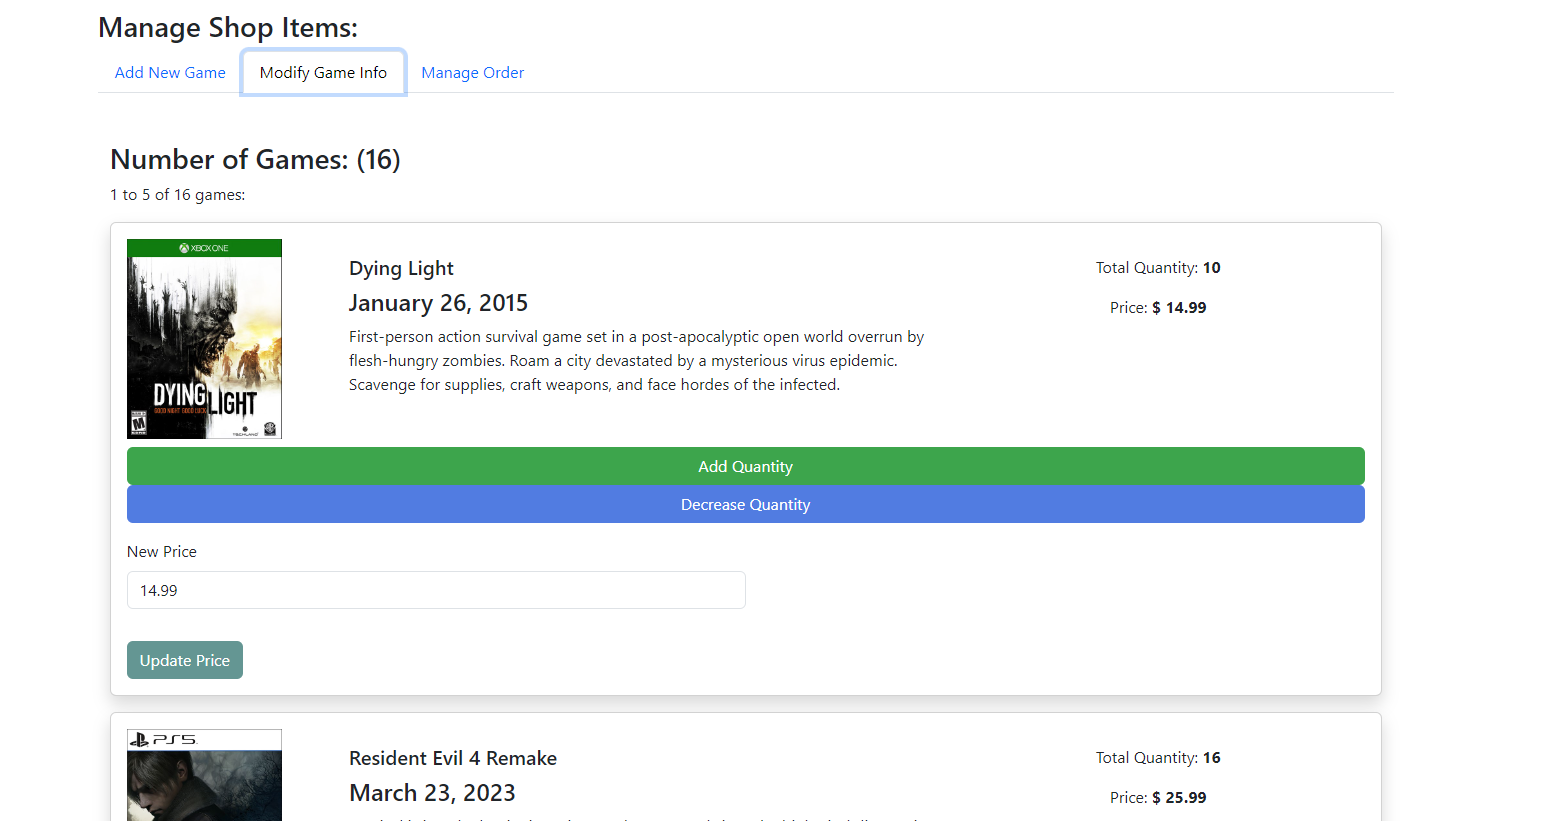 Manage Shop Items:
Add New Game Modify Game Info Manage Order
Number of Games: (16)
1 to 5 of 16 games:
XBOX ONE
DYING
LIGHT
GOOD NIGHT GOOD LUCK
M
TECHLAND
Dying Light
January 26, 2015
First-person action survival game set in a post-apocalyptic open world overrun by
flesh-hungry zombies. Roam a city devastated by a mysterious virus epidemic.
Scavenge for supplies, craft weapons, and face hordes of the infected.
Total Quantity: 10
Price: $ 14.99
Add Quantity
Decrease Quantity
New Price
14.99
Update Price
PS5
Resident Evil 4 Remake
March 23, 2023
Total Quantity: 16
Price: $ 25.99